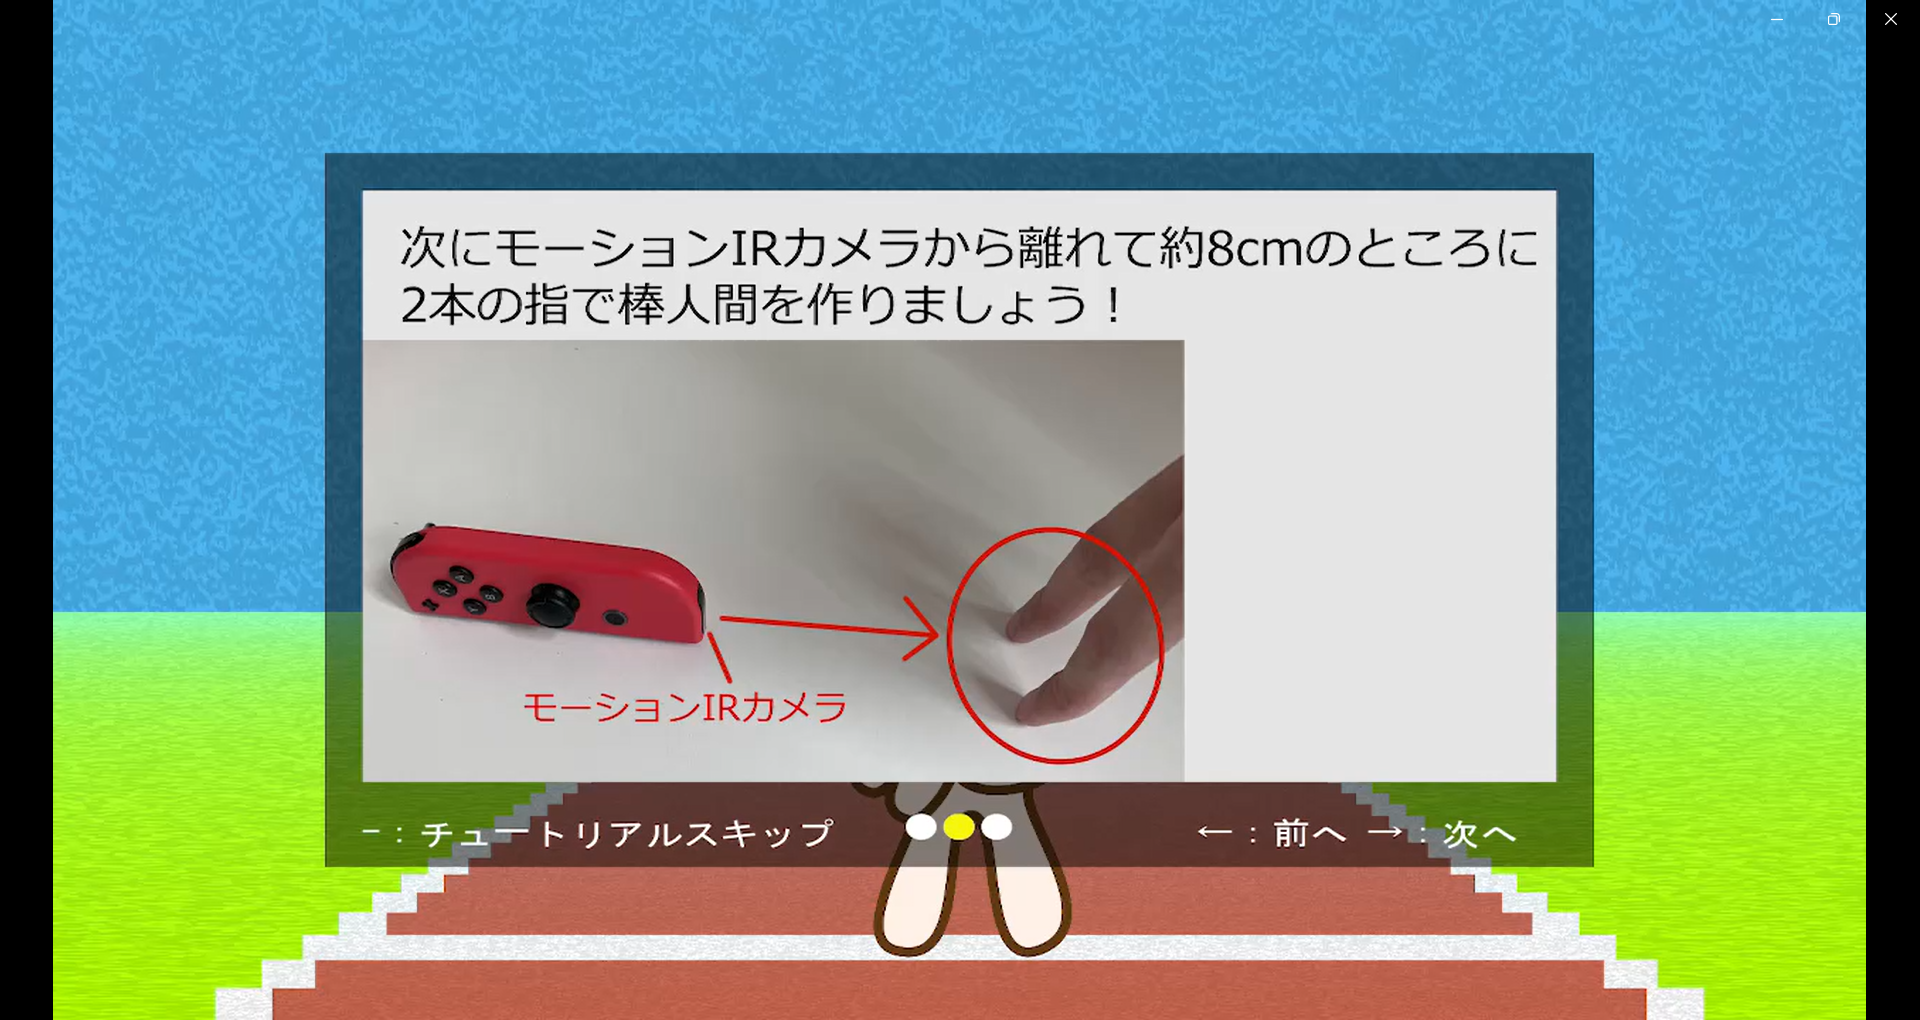 次にモーションIRカメラから離れて約8cmのところに
2本の指で棒人間を作りましょう！
モーションIRカメラ
－：チュートリアルスキップ
←：前へ →：次へ